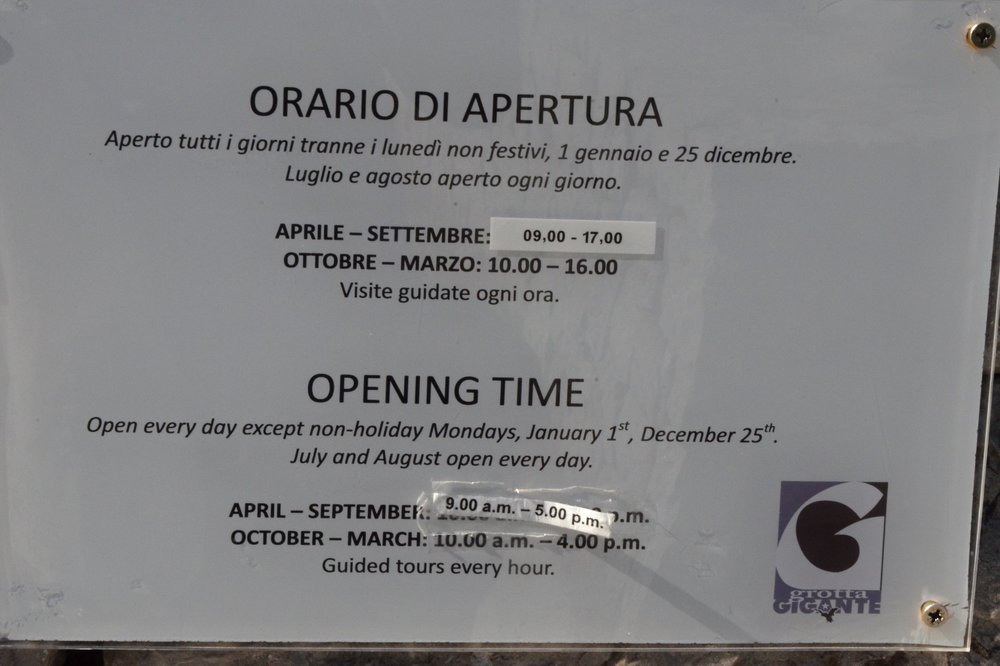 ORARIO DI APERTURA
Aperto tutti i giorni tranne i lunedì non festivi, 1 gennaio e 25 dicembre.
Luglio e agosto aperto ogni giorno.
APRILE – SETTEMBRE: 09,00 - 17,00
OTTOBRE – MARZO: 10.00 – 16.00
Visite guidate ogni ora.
OPENING TIME
Open every day except non-holiday Mondays, January 1st, December 25th.
July and August open every day.
APRIL – SEPTEMBER: 9.00 a.m. – 5.00 p.m. p.m.
OCTOBER – MARCH: 10.00 a.m. – 4.00 p.m.
Guided tours every hour.
G
grotta
GIGANTE